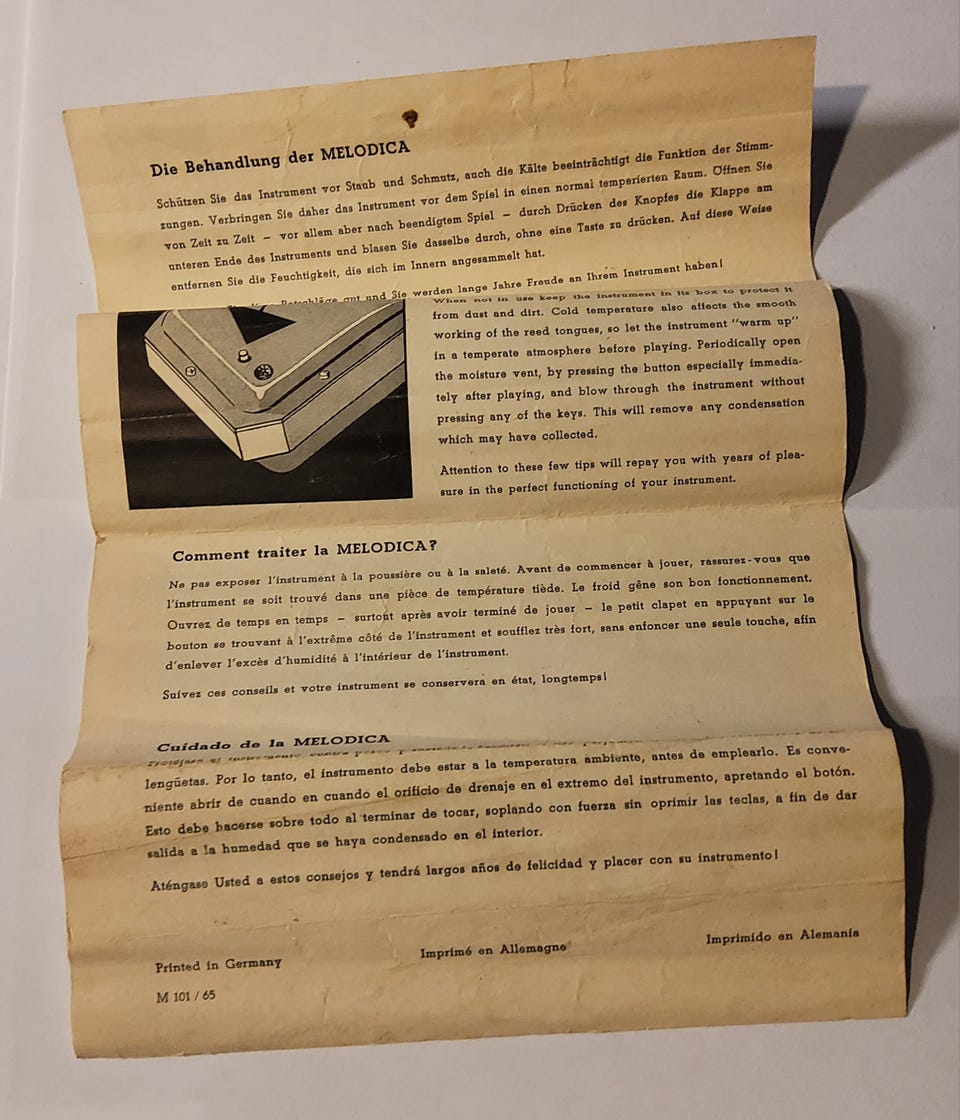 Die Behandlung der MELODICA
Schützen Sie das Instrument vor Staub und Schmutz, auch die Kälte beeinträchtigt die Funktion der Stimm-
zungen. Verbringen Sie daher das Instrument vor dem Spiel in einen normal temperierten Raum. Öffnen Sie
von Zeit zu Zeit – vor allem aber nach beendigtem Spiel – durch Drücken des Knopfes die Klappe am
unteren Ende des Instruments und blasen Sie dasselbe durch, ohne eine Taste zu drücken. Auf diese Weise
entfernen Sie die Feuchtigkeit, die sich im Innern angesammelt hat.
und Sie werden lange Jahre Freude an Ihrem Instrument haben!
When not in use keep the instrument in its box to protect it
from dust and dirt. Cold temperature also affects the smooth
working of the reed tongues, so let the instrument "warm up"
in a temperate atmosphere before playing. Periodically open
the moisture vent, by pressing the button especially immedia-
tely after playing, and blow through the instrument without
pressing any of the keys. This will remove any condensation
which may have collected.
Attention to these few tips will repay you with years of plea-
sure in the perfect functioning of your instrument.
Comment traiter la MELODICA?
Ne pas exposer l'instrument à la poussière ou à la saleté. Avant de commencer à jouer, rassurez-vous que
l'instrument se soit trouvé dans une pièce de température tiède. Le froid gêne son bon fonctionnement.
Ouvrez de temps en temps – surtout après avoir terminé de jouer – le petit clapet en appuyant sur le
bouton se trouvant à l'extrême côté de l'instrument et soufflez très fort, sans enfoncer une seule touche, afin
d'enlever l'excès d'humidité à l'intérieur de l'instrument.
Suivez ces conseils et votre instrument se conservera en état, longtemps!
Cuidado de la MELODICA
lengüetas. Por lo tanto, el instrumento debe estar a la temperatura ambiente, antes de emplearlo. Es conve-
niente abrir de cuando en cuando el orificio de drenaje en el extremo del instrumento, apretando el botón.
Esto debe hacerse sobre todo al terminar de tocar, soplando con fuerza sin oprimir las teclas, a fin de dar
salida a la humedad que se haya condensado en el interior.
Aténgase Usted a estos consejos y tendrá largos años de felicidad y placer con su instrumento!
Printed in Germany Imprimé en Allemagne Imprimido en Alemania
M 101 / 65